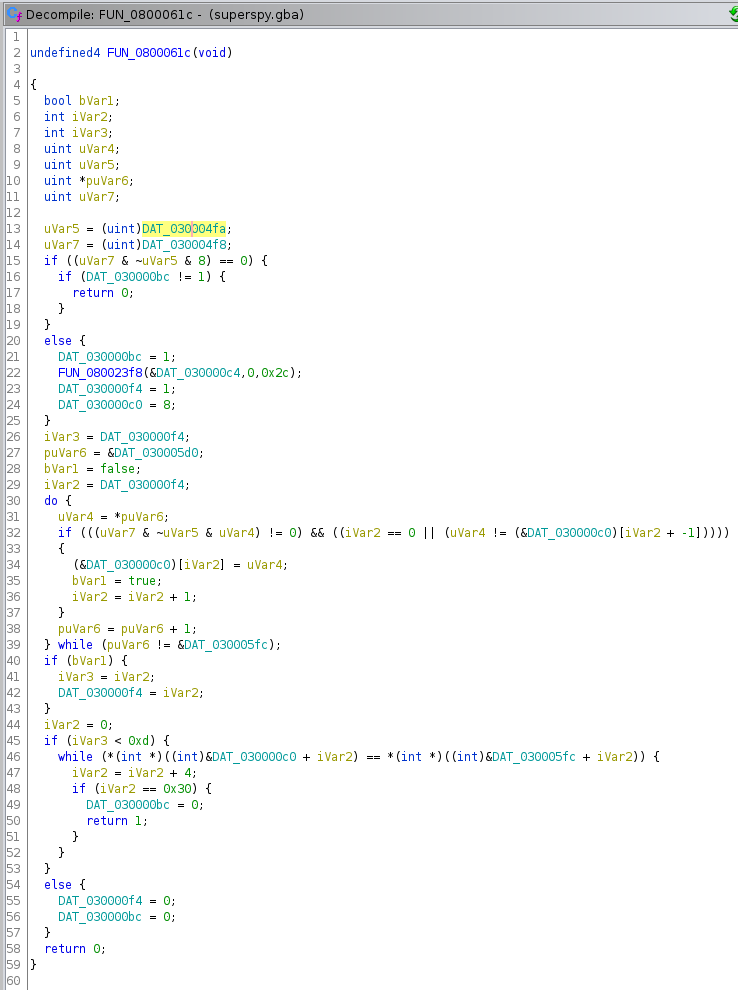 Decompile: FUN_0800061c - (superspy.gba)
1
2 undefined4 FUN_0800061c(void)
3
4 {
5 bool bVar1;
6 int iVar2;
7 int iVar3;
8 uint uVar4;
9 uint uVar5;
10 uint *puVar6;
11 uint uVar7;
12
13 uVar5 = (uint)DAT_030004fa;
14 uVar7 = (uint)DAT_030004f8;
15 if ((uVar7 & ~uVar5 & 8) == 0) {
16 if (DAT_030000bc != 1) {
17 return 0;
18 }
19 }
20 else {
21 DAT_030000bc = 1;
22 FUN_080023f8(&DAT_030000c4,0,0x2c);
23 DAT_030000f4 = 1;
24 DAT_030000c0 = 8;
25 }
26 iVar3 = DAT_030000f4;
27 puVar6 = &DAT_030005d0;
28 bVar1 = false;
29 iVar2 = DAT_030000f4;
30 do {
31 uVar4 = *puVar6;
32 if (((uVar7 & ~uVar5 & uVar4) != 0) && ((iVar2 == 0 || (uVar4 != (&DAT_030000c0)[iVar2 + -1]))))
33 {
34 (&DAT_030000c0)[iVar2] = uVar4;
35 bVar1 = true;
36 iVar2 = iVar2 + 1;
37 }
38 puVar6 = puVar6 + 1;
39 } while (puVar6 != &DAT_030005fc);
40 if (bVar1) {
41 iVar3 = iVar2;
42 DAT_030000f4 = iVar2;
43 }
44 iVar2 = 0;
45 if (iVar3 < 0xd) {
46 while (*(int *)((int)&DAT_030000c0 + iVar2) == *(int *)((int)&DAT_030005fc + iVar2)) {
47 iVar2 = iVar2 + 4;
48 if (iVar2 == 0x30) {
49 DAT_030000bc = 0;
50 return 1;
51 }
52 }
53 }
54 else {
55 DAT_030000f4 = 0;
56 DAT_030000bc = 0;
57 }
58 return 0;
59 }
60